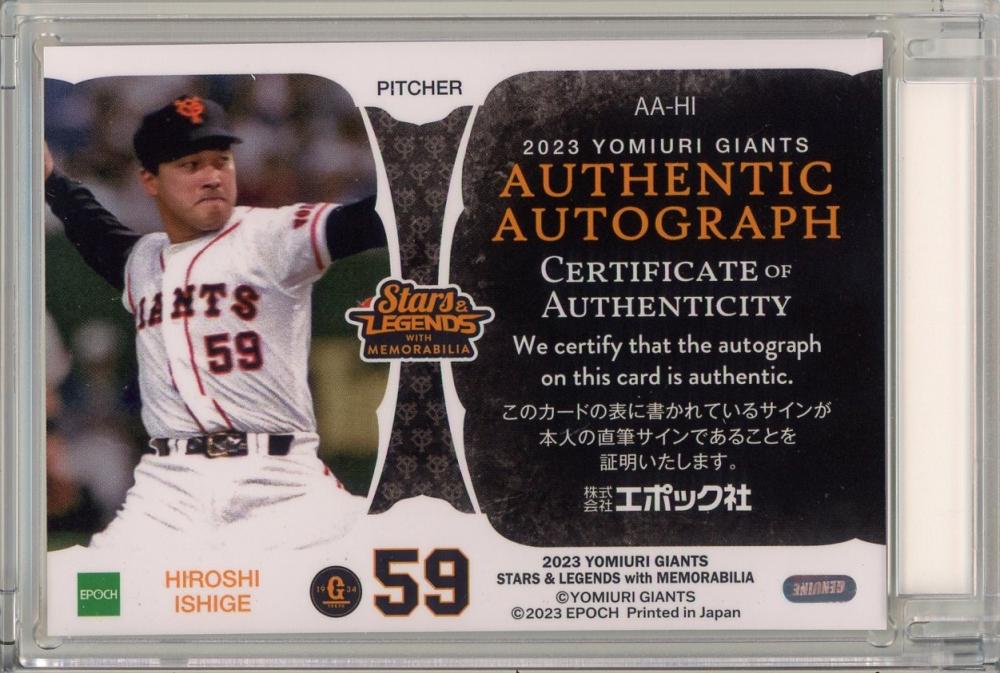 PITCHER
AA-HI
2023 YOMIURI GIANTS
AUTHENTIC
AUTOGRAPH
CERTIFICATE OF
AUTHENTICITY
We certify that the autograph
on this card is authentic.
このカードの表に書かれているサインが
本人の直筆サインであることを
証明いたします。
株式会社エポック社
YG
GIANTS
59
Stars &
LEGENDS
WITH
MEMORABILIA
EPOCH
HIROSHI
ISHIGE
19 G 34
59
2023 YOMIURI GIANTS
STARS & LEGENDS with MEMORABILIA
©YOMIURI GIANTS
©2023 EPOCH Printed in Japan
GENUINE